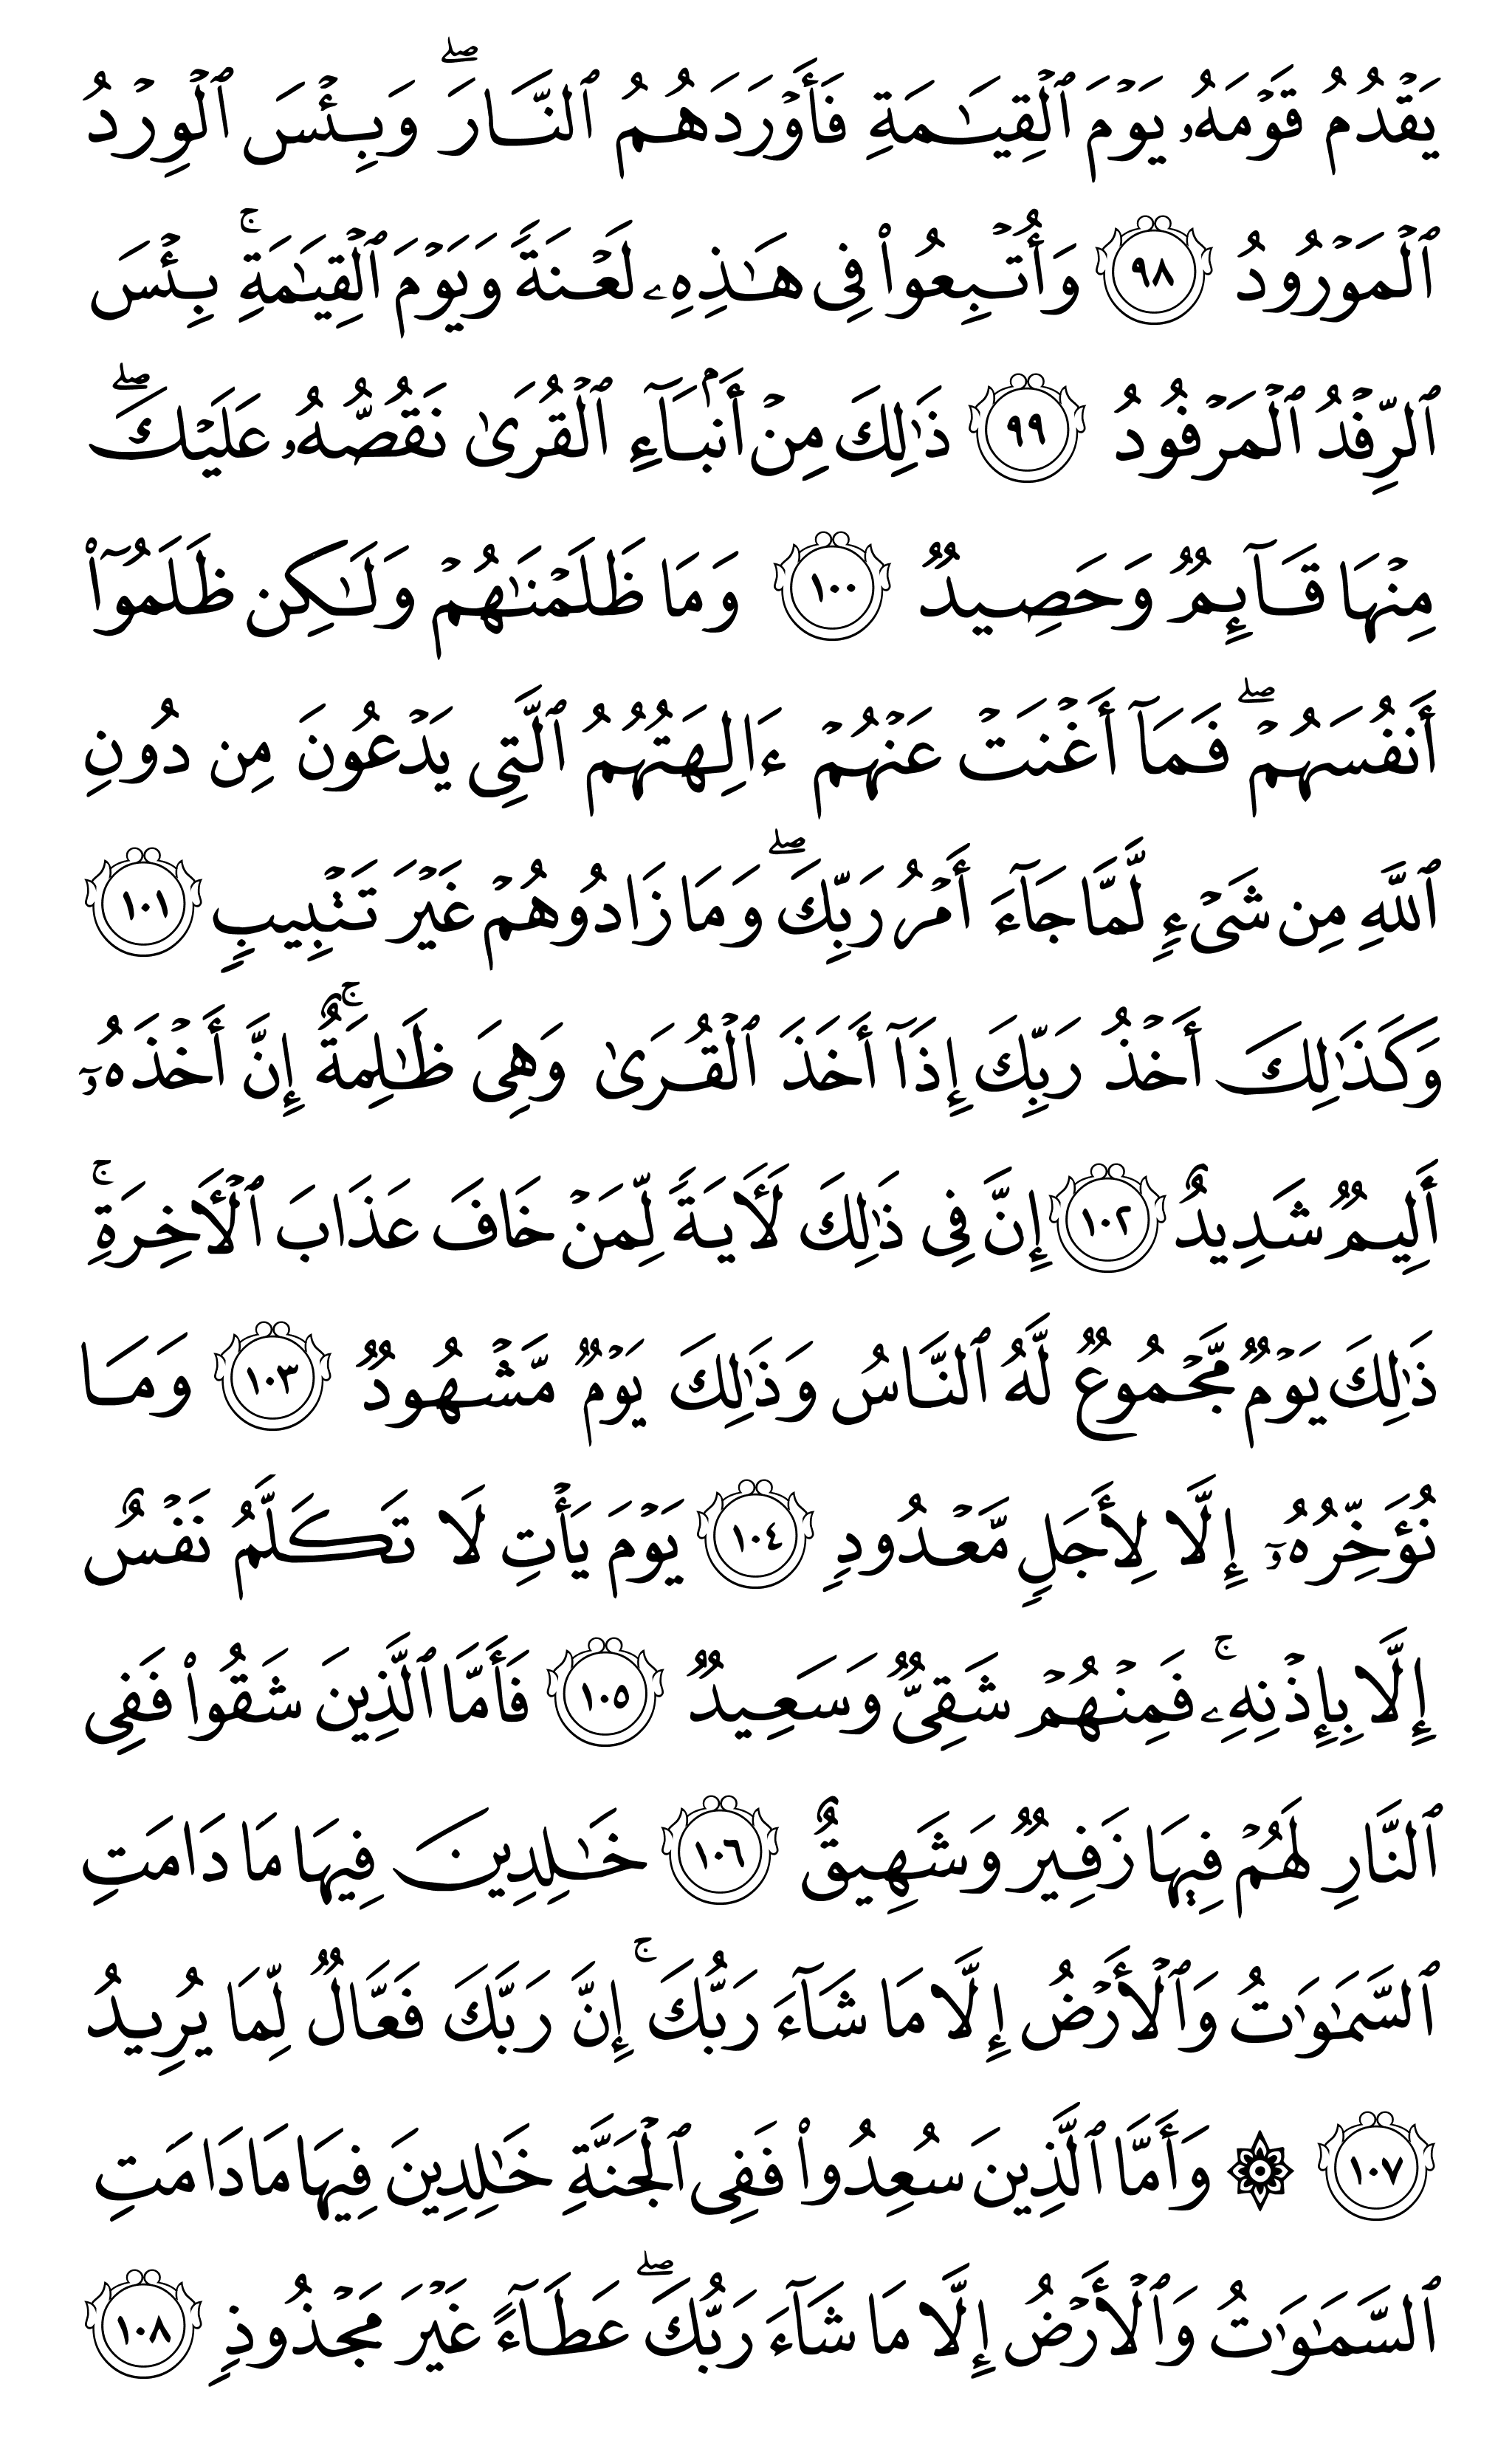 يَقۡدُمُ قَوۡمَهُۥ يَوۡمَ ٱلۡقِيَٰمَةِ فَأَوۡرَدَهُمُ ٱلنَّارَۖ وَبِئۡسَ ٱلۡوِرۡدُ
ٱلۡمَوۡرُودُ ٩٨ وَأُتۡبِعُواْ فِي هَٰذِهِۦ لَعۡنَةٗ وَيَوۡمَ ٱلۡقِيَٰمَةِۚ بِئۡسَ
ٱلرِّفۡدُ ٱلۡمَرۡفُودُ ٩٩ ذَٰلِكَ مِنۡ أَنۢبَآءِ ٱلۡقُرَىٰ نَقُصُّهُۥ عَلَيۡكَۖ
مِنۡهَا قَآئِمٞ وَحَصِيدٞ ١٠٠ وَمَا ظَلَمۡنَٰهُمۡ وَلَٰكِن ظَلَمُوٓاْ
أَنفُسَهُمۡۖ فَمَآ أَغۡنَتۡ عَنۡهُمۡ ءَالِهَتُهُمُ ٱلَّتِي يَدۡعُونَ مِن دُونِ
ٱللَّهِ مِن شَيۡءٖ لَّمَّا جَآءَ أَمۡرُ رَبِّكَۖ وَمَا زَادُوهُمۡ غَيۡرَ تَتۡبِيبٖ ١٠١
وَكَذَٰلِكَ أَخۡذُ رَبِّكَ إِذَآ أَخَذَ ٱلۡقُرَىٰ وَهِيَ ظَٰلِمَةٌۚ إِنَّ أَخۡذَهُۥٓ
أَلِيمٞ شَدِيدٌ ١٠٢ إِنَّ فِي ذَٰلِكَ لَأٓيَةٗ لِّمَنۡ خَافَ عَذَابَ ٱلۡأٓخِرَةِۚ
ذَٰلِكَ يَوۡمٞ مَّجۡمُوعٞ لَّهُ ٱلنَّاسُ وَذَٰلِكَ يَوۡمٞ مَّشۡهُودٞ ١٠٣ وَمَا
نُؤَخِّرُهُۥٓ إِلَّا لِأَجَلٖ مَّعۡدُودٖ ١٠٤ يَوۡمَ يَأۡتِ لَا تَكَلَّمُ نَفۡسٌ
إِلَّا بِإِذۡنِهِۦۚ فَمِنۡهُمۡ شَقِيّٞ وَسَعِيدٞ ١٠٥ فَأَمَّا ٱلَّذِينَ شَقُواْ فَفِي
ٱلنَّارِ لَهُمۡ فِيهَا زَفِيرٞ وَشَهِيقٌ ١٠٦ خَٰلِدِينَ فِيهَا مَا دَامَتِ
ٱلسَّمَٰوَٰتُ وَٱلۡأَرۡضُ إِلَّا مَا شَآءَ رَبُّكَۚ إِنَّ رَبَّكَ فَعَّالٞ لِّمَا يُرِيدُ
١٠٧ ۞ وَأَمَّا ٱلَّذِينَ سُعِدُواْ فَفِي ٱلۡجَنَّةِ خَٰلِدِينَ فِيهَا مَا دَامَتِ
ٱلسَّمَٰوَٰتُ وَٱلۡأَرۡضُ إِلَّا مَا شَآءَ رَبُّكَۖ عَطَآءً غَيۡرَ مَجۡذُوذٖ ١٠٨